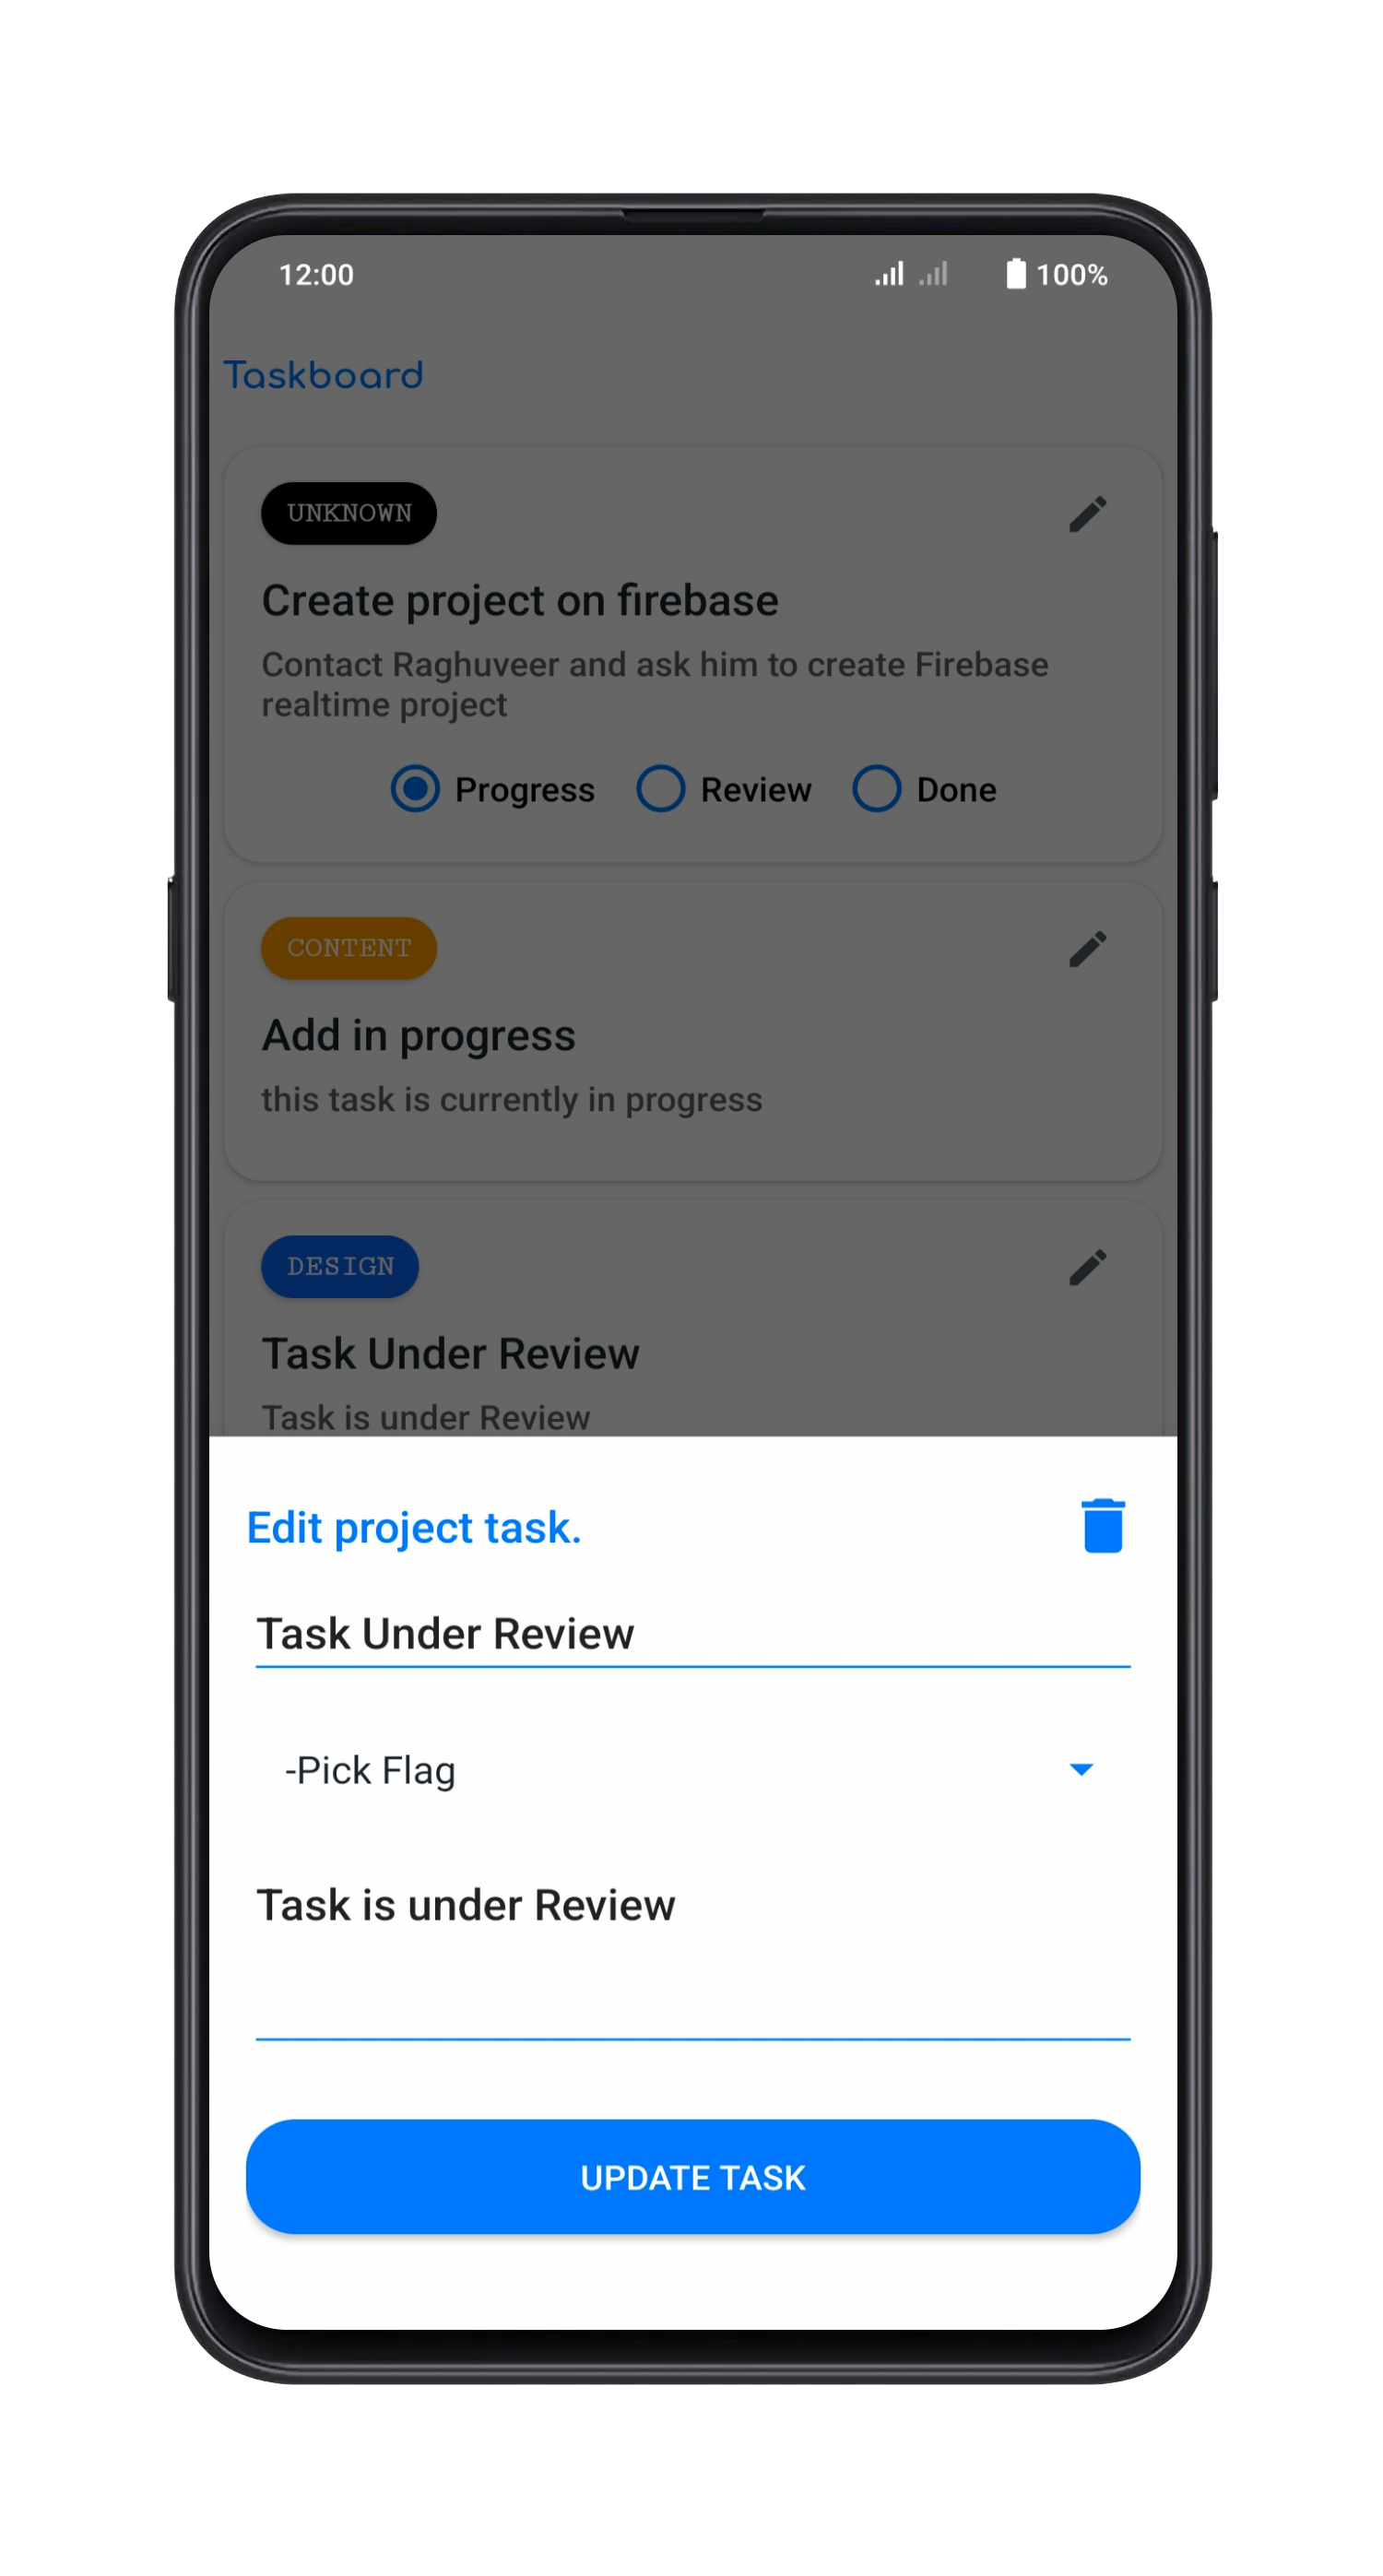 12:00 100%
Taskboard
UNKNOWN
Create project on firebase
Contact Raghuveer and ask him to create Firebase
realtime project
Progress Review Done
CONTENT
Add in progress
this task is currently in progress
DESIGN
Task Under Review
Task is under Review
Edit project task.
Task Under Review
-Pick Flag
Task is under Review
UPDATE TASK